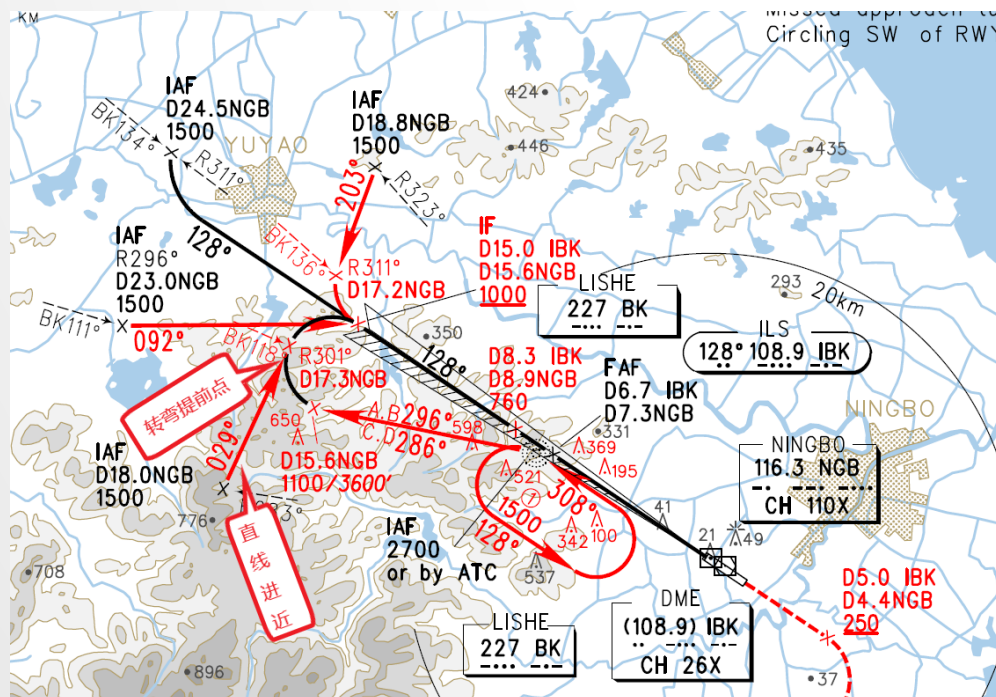 KM
Missed approach to
Circling SW of RWY
IAF
D24.5NGB
1500
BK134°
R311°
YUYAO
IAF
D18.8NGB
1500
R323°
203°
424
446
435
128°
BK136°
R311°
D17.2NGB
IF
D15.0 IBK
D15.6NGB
1000
LISHE
227 BK
293
20km
IAF
R296°
D23.0NGB
1500
BK111°
092°
BK118°
R301°
D17.3NGB
350
128°
ILS
128° 108.9 IBK
D8.3 IBK
D8.9NGB
760
FAF
D6.7 IBK
D7.3NGB
NINGBO
转弯提前点
650
A.B 296°
C.D 286°
598
331
369
195
D15.6NGB
1100/3600'
NINGBO
116.3 NGB
CH 110X
IAF
D18.0NGB
1500
029°
521
7
308°
1500
128°
342
100
537
41
21
49
776
708
896
直线进近
IAF
2700
or by ATC
LISHE
227 BK
DME
(108.9) IBK
CH 26X
D5.0 IBK
D4.4NGB
250
37